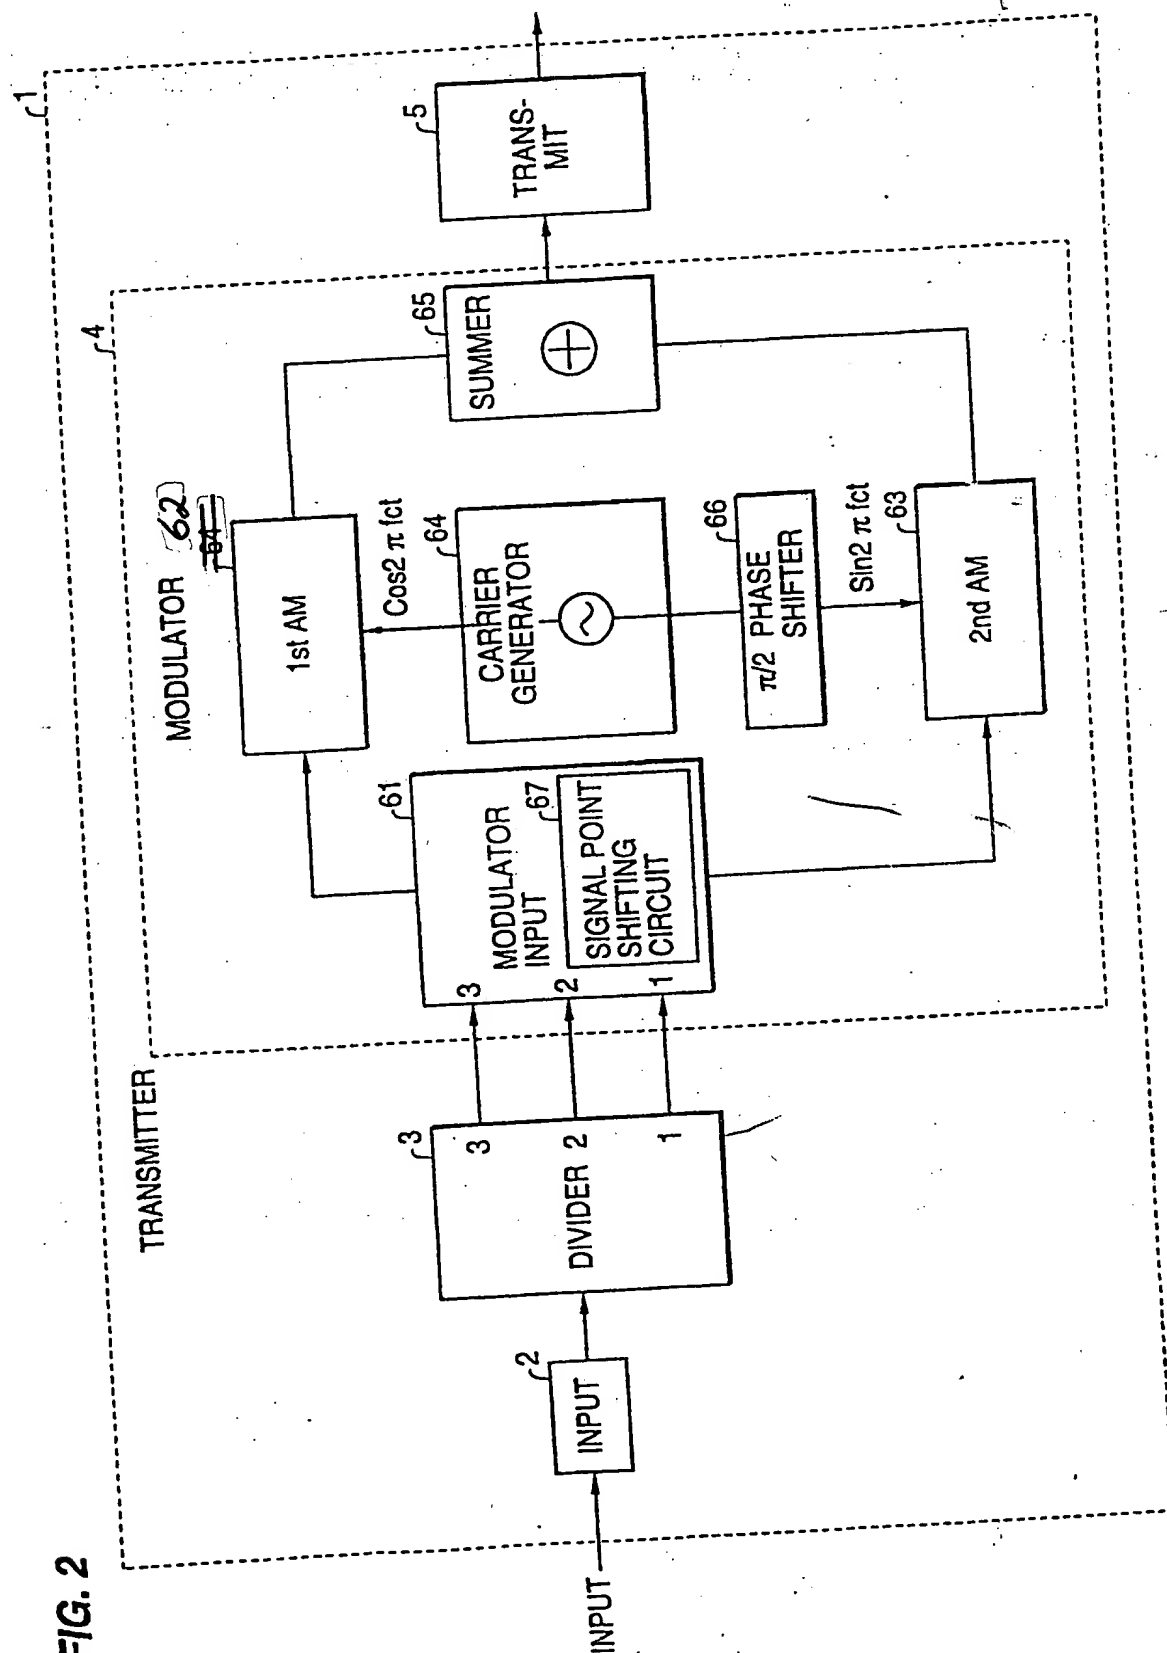 FIG. 2
1
TRANSMITTER
4
MODULATOR
62
64
1st AM
Cos2 π fct
61
MODULATOR
INPUT
67
SIGNAL POINT
SHIFTING
CIRCUIT
3
2
1
64
CARRIER
GENERATOR
65
SUMMER
5
TRANS-
MIT
3
3
DIVIDER 2
1
2
INPUT
INPUT
66
π/2 PHASE
SHIFTER
Sin2 π fct
63
2nd AM